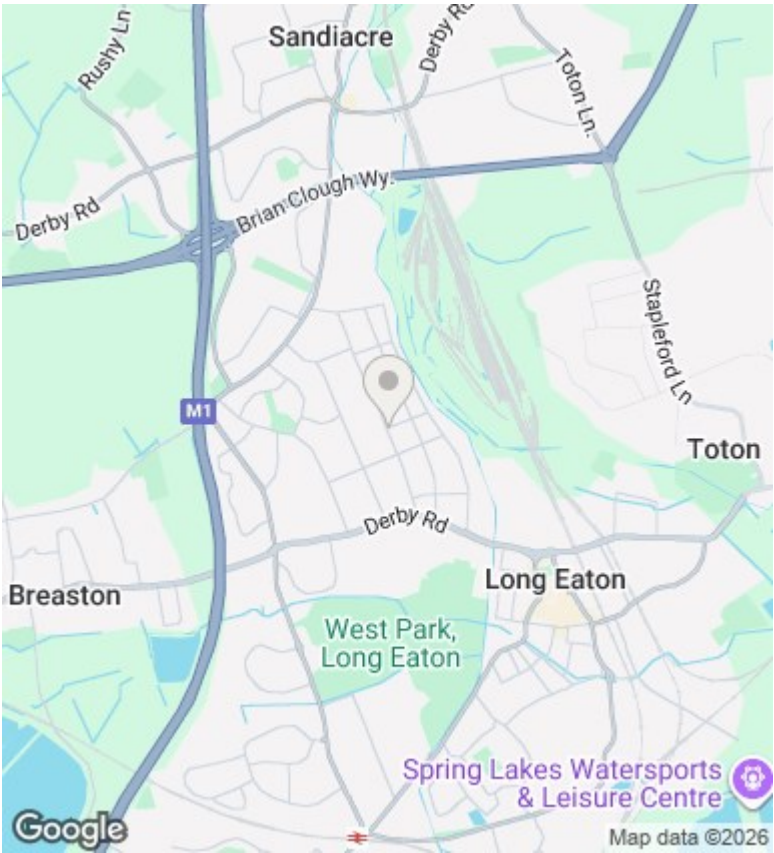 Sandiacre
Derby Rd
Rushy Ln
Toton Ln.
Brian Clough Wy.
Derby Rd
Stapleford Ln
M1
Toton
Derby Rd
Long Eaton
Breaston
West Park,
Long Eaton
Spring Lakes Watersports
& Leisure Centre
Google
Map data ©2026